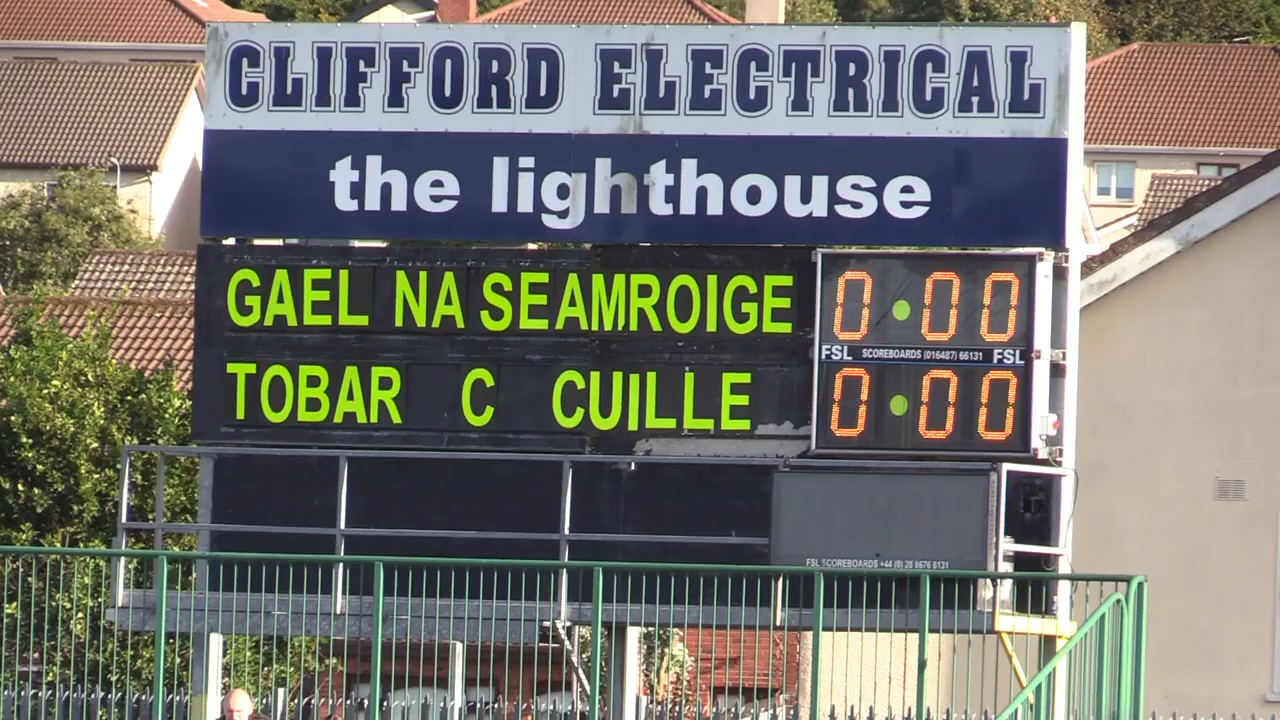 CLIFFORD ELECTRICAL
the lighthouse
GAEL NA SEAMROIGE 0 00
FSL SCOREBOARDS (016487) 66131 FSL
TOBAR C CUILLE 0 00
FSL SCOREBOARDS +44 (0) 28 8676 6131